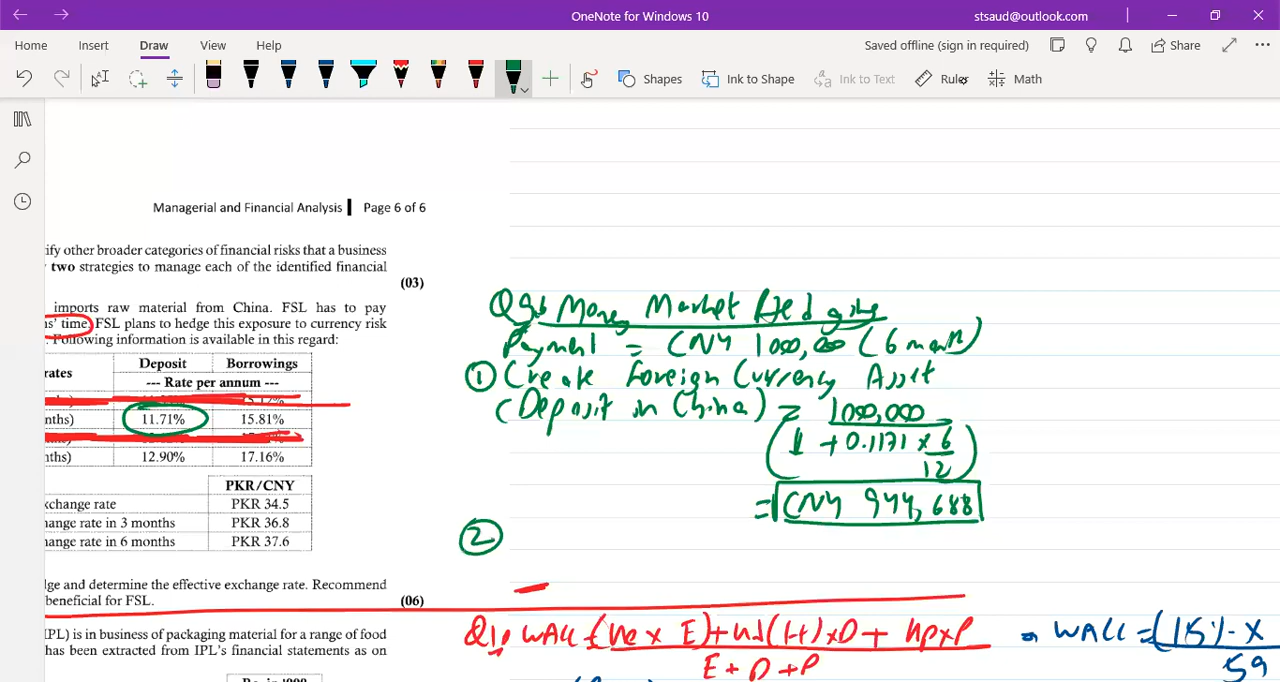 OneNote for Windows 10
stsaud@outlook.com
Home Insert Draw View Help
Saved offline (sign in required)
Share
Shapes
Ink to Shape
Ink to Text
Ruler
Math
Managerial and Financial Analysis Page 6 of 6
ify other broader categories of financial risks that a business
two strategies to manage each of the identified financial
(03)
imports raw material from China. FSL has to pay
ns' time. FSL plans to hedge this exposure to currency risk
Following information is available in this regard:
rates Deposit Borrowings
--- Rate per annum ---
nths) 11.71% 15.81%
nths) 12.90% 17.16%
PKR/CNY
xchange rate PKR 34.5
hange rate in 3 months PKR 36.8
hange rate in 6 months PKR 37.6
dge and determine the effective exchange rate. Recommend
beneficial for FSL.
(06)
IPL) is in business of packaging material for a range of food
has been extracted from IPL's financial statements as on
Money Market Hedging
Payment = CNY 1000,000 (6 month)
① Create Foreign Currency Asset
(Deposit in China) = 1000,000
(1 + 0.1171 x 6
12)
= CNY 944,688
②
WACC = (Ke x E) + Kd(1-t) x D + Kp x P
E + D + P
= WACC = (15% - x
59